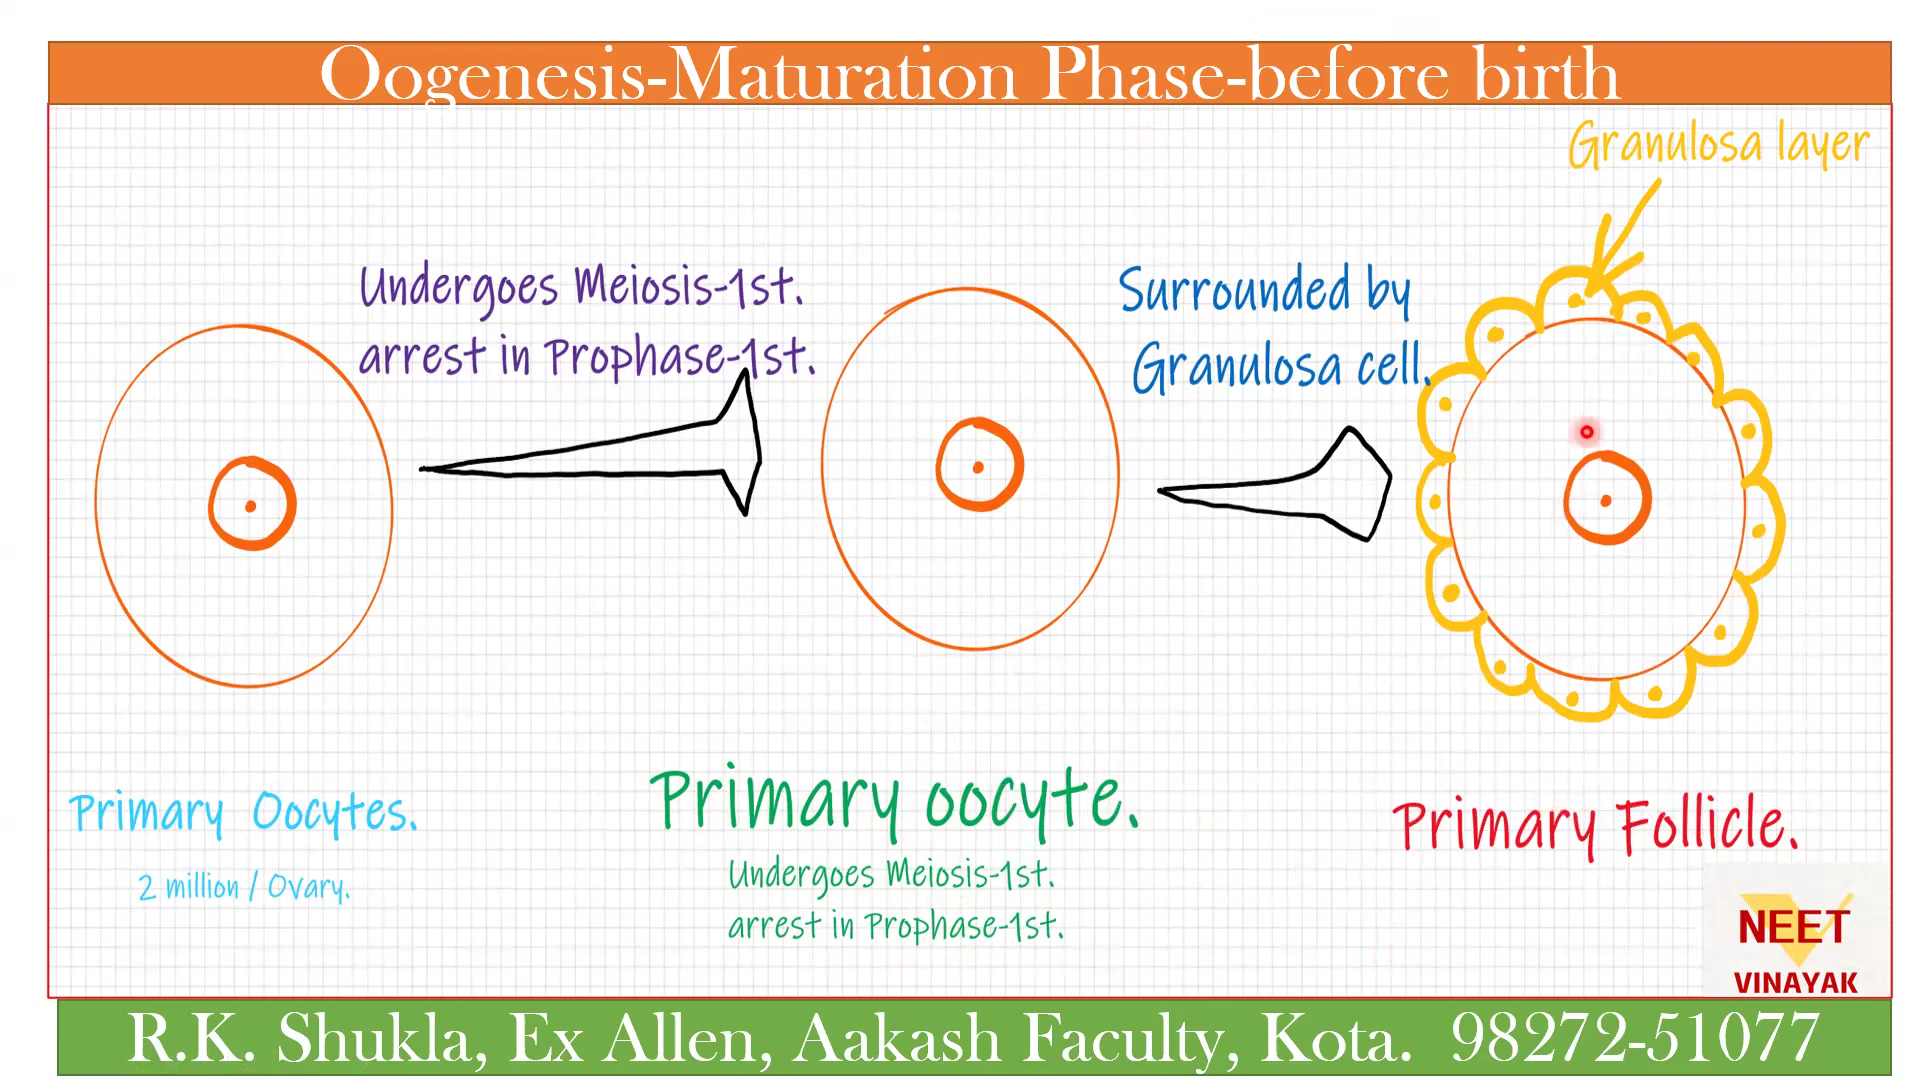 Oogenesis-Maturation Phase-before birth
Granulosa layer
Undergoes Meiosis-1st.
arrest in Prophase-1st.
Surrounded by
Granulosa cell.
Primary Oocytes.
2 million / Ovary.
Primary oocyte.
Undergoes Meiosis-1st.
arrest in Prophase-1st.
Primary Follicle.
NEET
VINAYAK
R.K. Shukla, Ex Allen, Aakash Faculty, Kota. 98272-51077